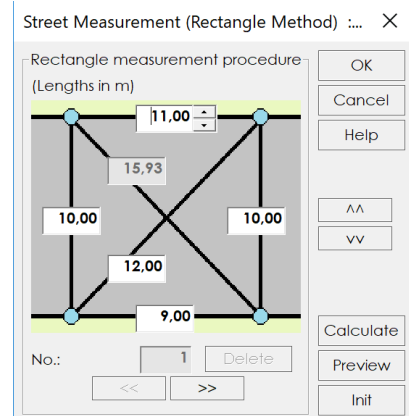 Street Measurement (Rectangle Method) :... ×
Rectangle measurement procedure
(Lengths in m)
11,00
15,93
10,00 10,00
12,00
9,00
No.: 1 Delete
<< >>
OK
Cancel
Help
^^
vv
Calculate
Preview
Init